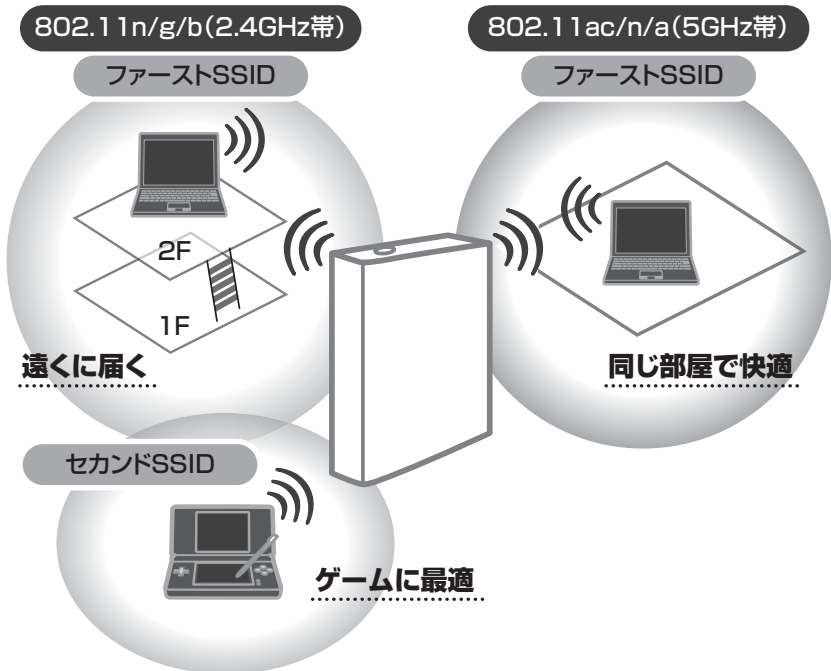 802.11n/g/b(2.4GHz帯)
ファーストSSID
2F
1F
遠くに届く
802.11ac/n/a(5GHz帯)
ファーストSSID
同じ部屋で快適
セカンドSSID
ゲームに最適